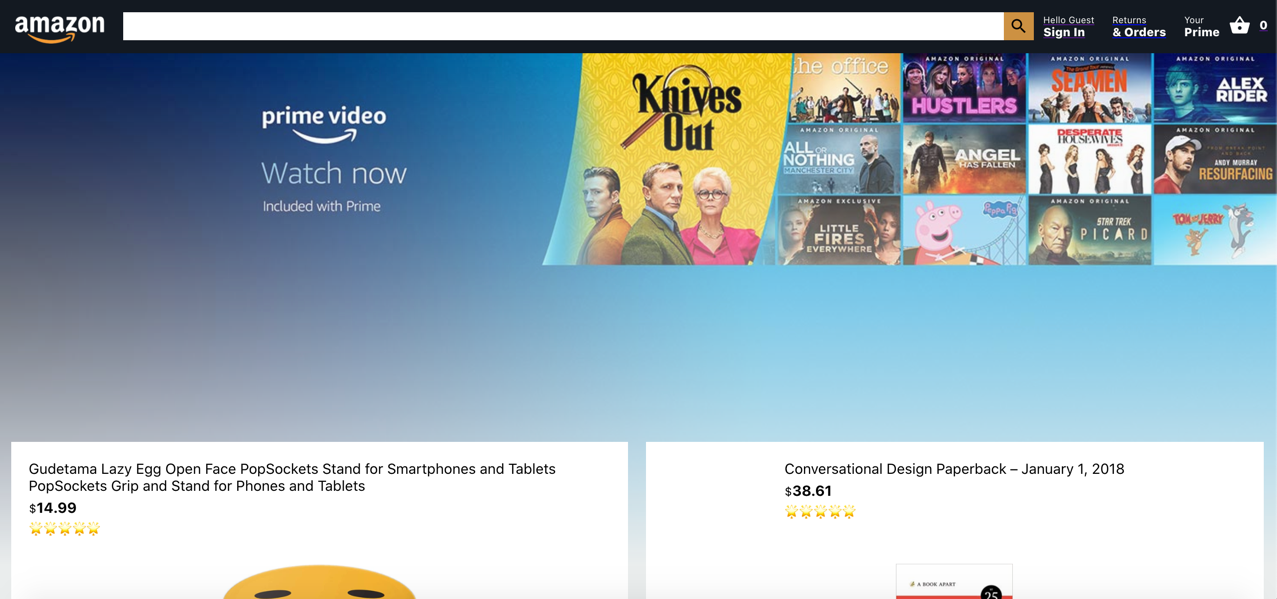 amazon
Hello Guest
Sign In
Returns
& Orders
Your
Prime
0
prime video
Watch now
Included with Prime
Knives
Out
the office
AMAZON ORIGINAL
HUSTLERS
AMAZON ORIGINAL
The Grand Tour
SEAMEN
AMAZON ORIGINAL
ALEX
RIDER
AMAZON ORIGINAL
ALL OR
NOTHING
MANCHESTER CITY
ANGEL
HAS FALLEN
DESPERATE
HOUSEWIVES
AMAZON ORIGINAL
ANDY MURRAY
RESURFACING
AMAZON EXCLUSIVE
LITTLE
FIRES
EVERYWHERE
Peppa Pig
AMAZON ORIGINAL
STAR TREK
PICARD
TOM AND JERRY
Gudetama Lazy Egg Open Face PopSockets Stand for Smartphones and Tablets
PopSockets Grip and Stand for Phones and Tablets
$14.99
Conversational Design Paperback – January 1, 2018
$38.61
A BOOK APART
25